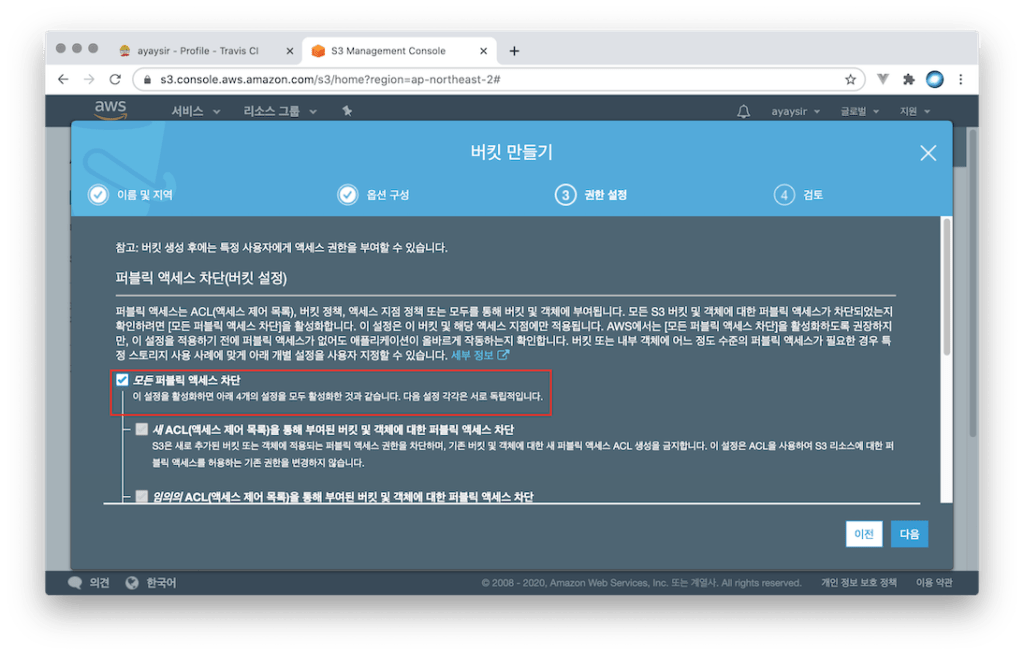 ayaysir - Profile - Travis CI
S3 Management Console
s3.console.aws.amazon.com/s3/home?region=ap-northeast-2#
aws 서비스 리소스 그룹 ayaysir 글로벌 지원
버킷 만들기
이름 및 지역
옵션 구성
3 권한 설정
4 검토
참고: 버킷 생성 후에는 특정 사용자에게 액세스 권한을 부여할 수 있습니다.
퍼블릭 액세스 차단(버킷 설정)
퍼블릭 액세스는 ACL(액세스 제어 목록), 버킷 정책, 액세스 지점 정책 또는 모두를 통해 버킷 및 객체에 부여됩니다. 모든 S3 버킷 및 객체에 대한 퍼블릭 액세스가 차단되었는지
확인하려면 [모든 퍼블릭 액세스 차단]을 활성화합니다. 이 설정은 이 버킷 및 해당 액세스 지점에만 적용됩니다. AWS에서는 [모든 퍼블릭 액세스 차단]을 활성화하도록 권장하지
만, 이 설정을 적용하기 전에 퍼블릭 액세스가 없어도 애플리케이션이 올바르게 작동하는지 확인합니다. 버킷 또는 내부 객체에 어느 정도 수준의 퍼블릭 액세스가 필요한 경우 특
정 스토리지 사용 사례에 맞게 아래 개별 설정을 사용자 지정할 수 있습니다. 세부 정보
모든 퍼블릭 액세스 차단
이 설정을 활성화하면 아래 4개의 설정을 모두 활성화한 것과 같습니다. 다음 설정 각각은 서로 독립적입니다.
새 ACL(액세스 제어 목록)을 통해 부여된 버킷 및 객체에 대한 퍼블릭 액세스 차단
S3은 새로 추가된 버킷 또는 객체에 적용되는 퍼블릭 액세스 권한을 차단하며, 기존 버킷 및 객체에 대한 새 퍼블릭 액세스 ACL 생성을 금지합니다. 이 설정은 ACL을 사용하여 S3 리소스에 대한 퍼
블릭 액세스를 허용하는 기존 권한을 변경하지 않습니다.
임의의 ACL(액세스 제어 목록)을 통해 부여된 버킷 및 객체에 대한 퍼블릭 액세스 차단
이전
다음
의견 한국어 © 2008 - 2020, Amazon Web Services, Inc. 또는 계열사. All rights reserved. 개인 정보 보호 정책 이용 약관